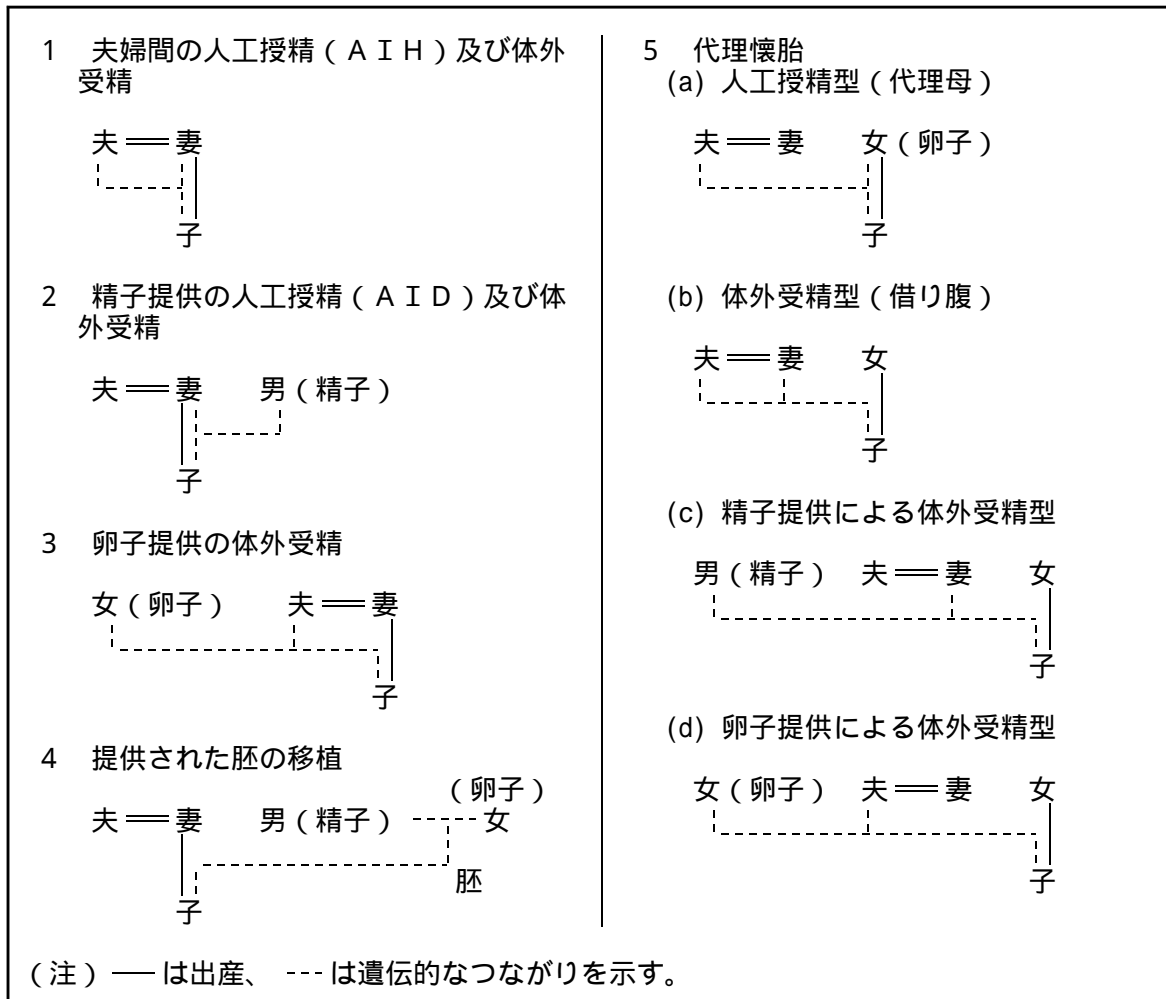 1 夫婦間の人工授精(AIH)及び体外
受精
夫 妻
子
2 精子提供の人工授精(AID)及び体
外受精
夫 妻 男(精子)
子
3 卵子提供の体外受精
女(卵子) 夫 妻
子
4 提供された胚の移植
(卵子)
夫 妻 男(精子) 女
胚
子
5 代理懐胎
(a) 人工授精型(代理母)
夫 妻 女(卵子)
子
(b) 体外受精型(借り腹)
夫 妻 女
子
(c) 精子提供による体外受精型
男(精子) 夫 妻 女
子
(d) 卵子提供による体外受精型
女(卵子) 夫 妻 女
子
(注)── は出産、 --- は遺伝的なつながりを示す。